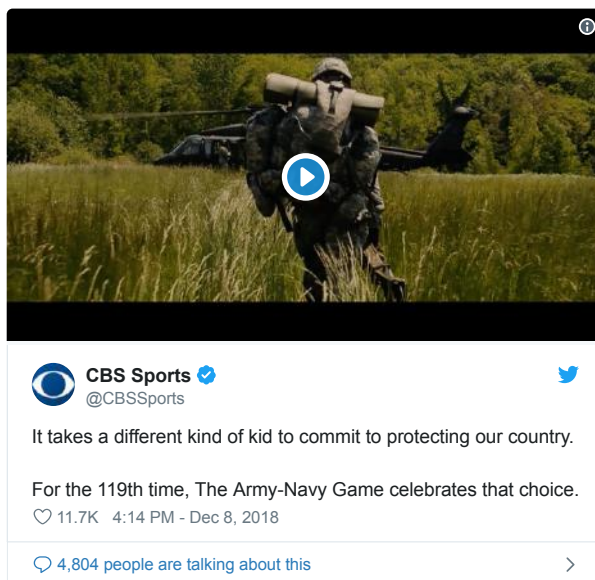 CBS Sports
@CBSSports
It takes a different kind of kid to commit to protecting our country.
For the 119th time, The Army-Navy Game celebrates that choice.
11.7K 4:14 PM - Dec 8, 2018
4,804 people are talking about this